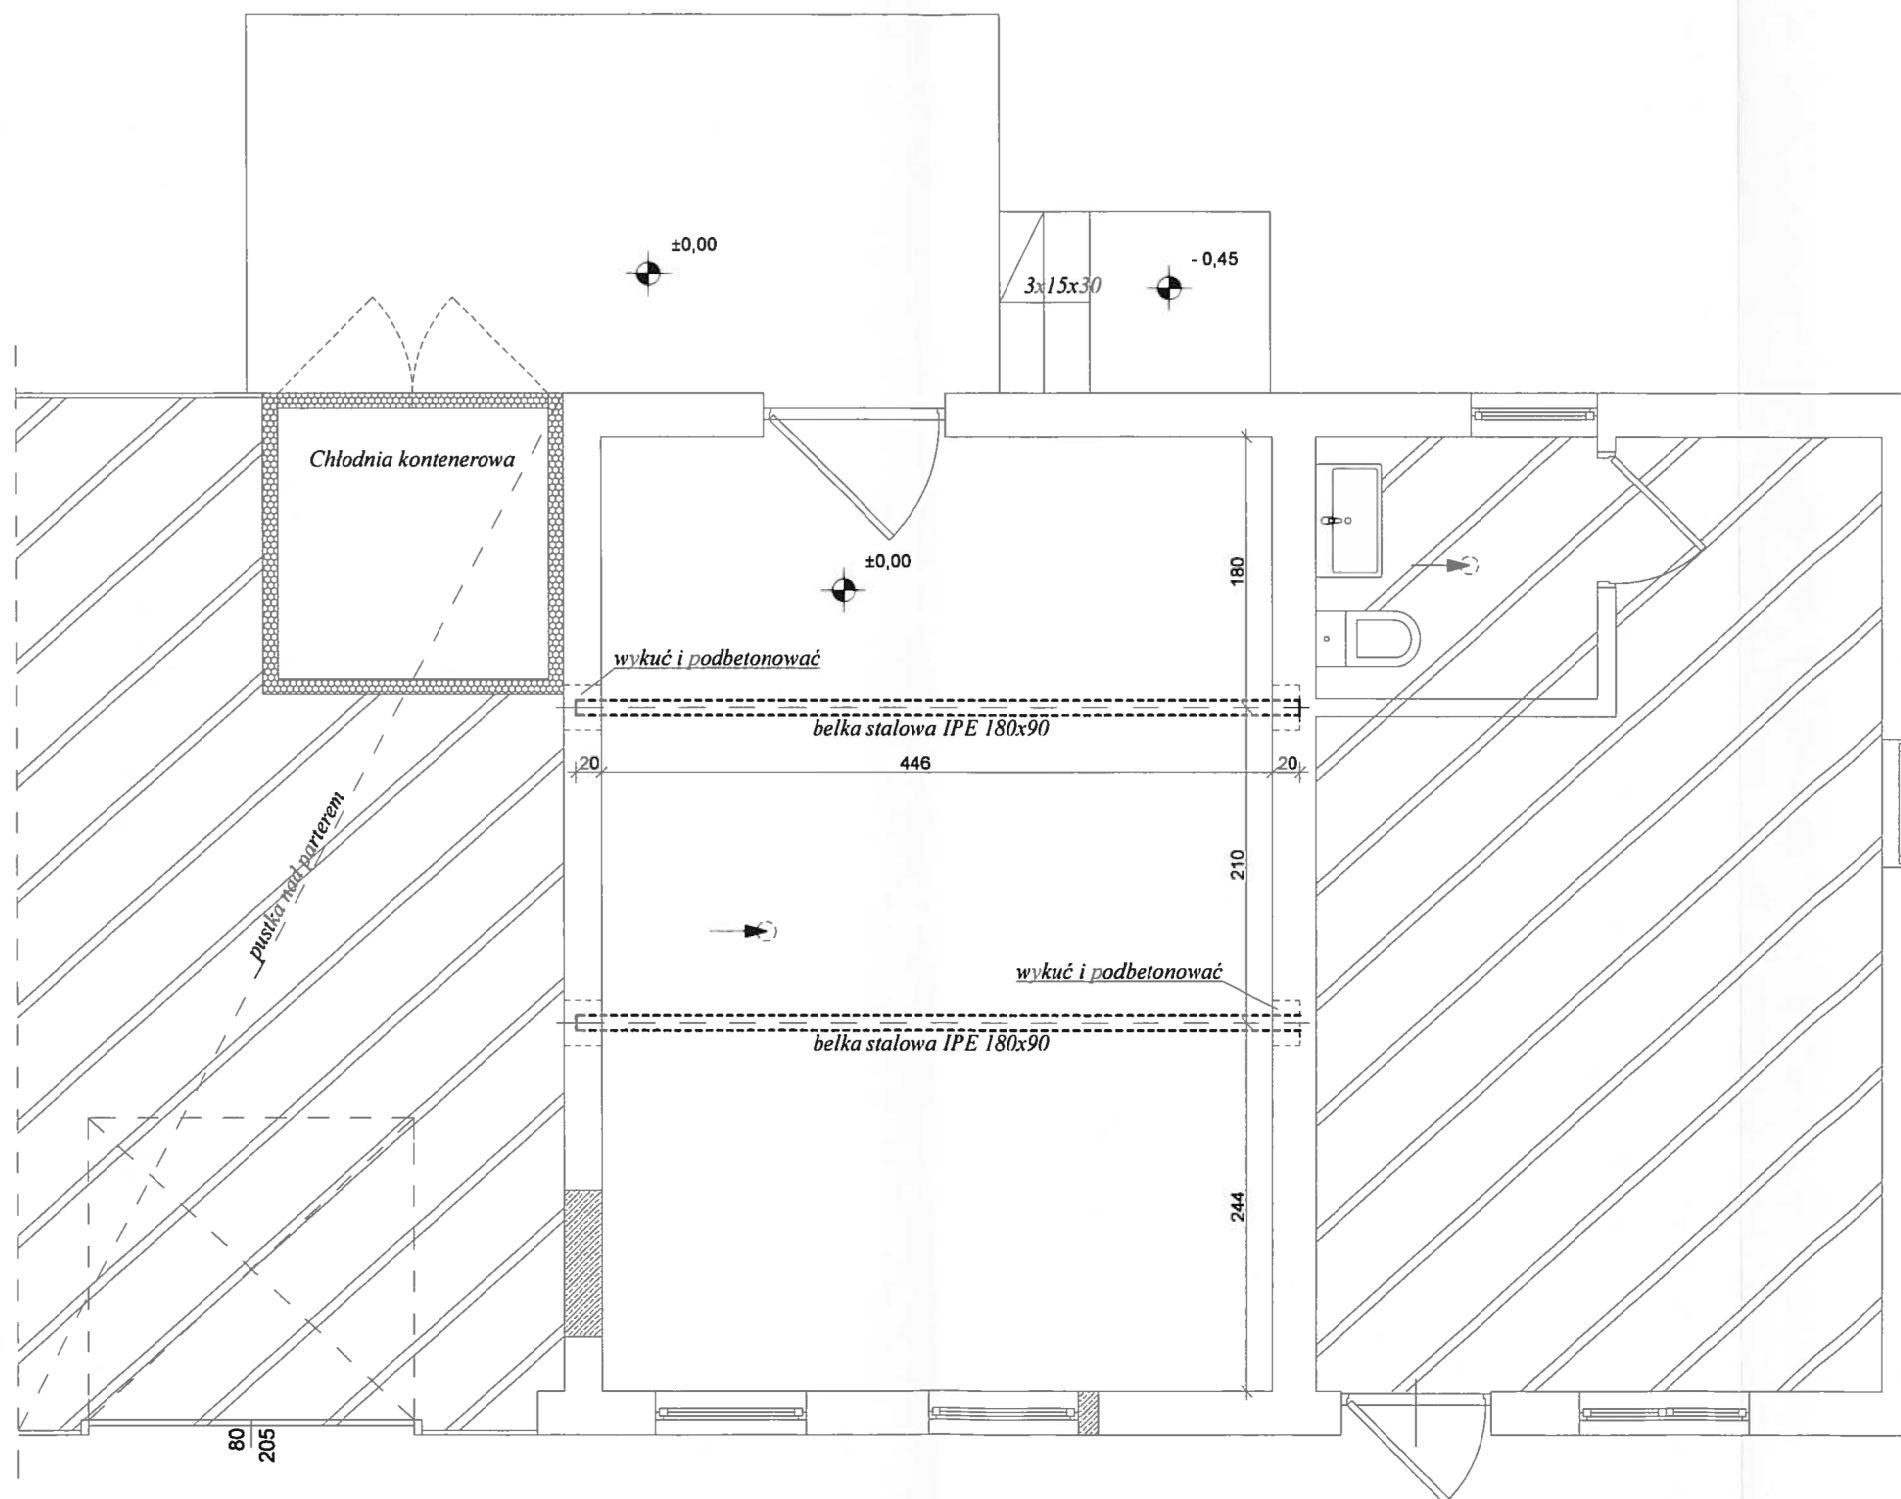 ±0,00
- 0,45
3x15x30
Chłodnia kontenerowa
±0,00
180
wykuć i podbetonować
belka stalowa IPE 180x90
20
446
20
pustka nad parterem
210
wykuć i podbetonować
belka stalowa IPE 180x90
244
80
205